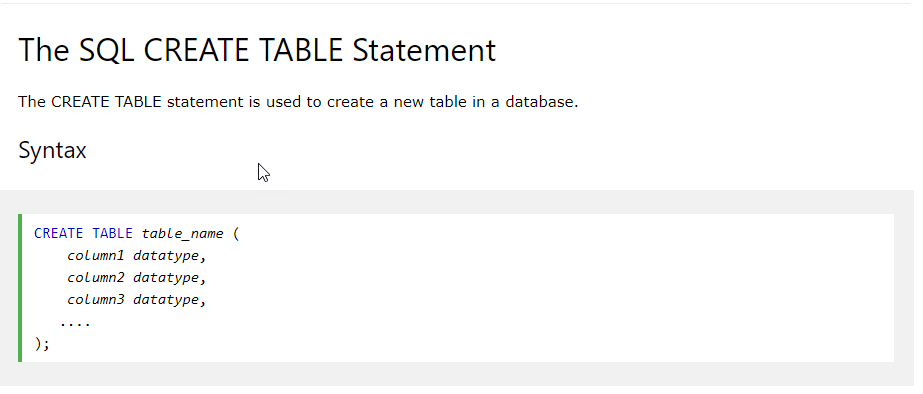 The SQL CREATE TABLE Statement
The CREATE TABLE statement is used to create a new table in a database.
Syntax
CREATE TABLE table_name (
    column1 datatype,
    column2 datatype,
    column3 datatype,
   ....
);